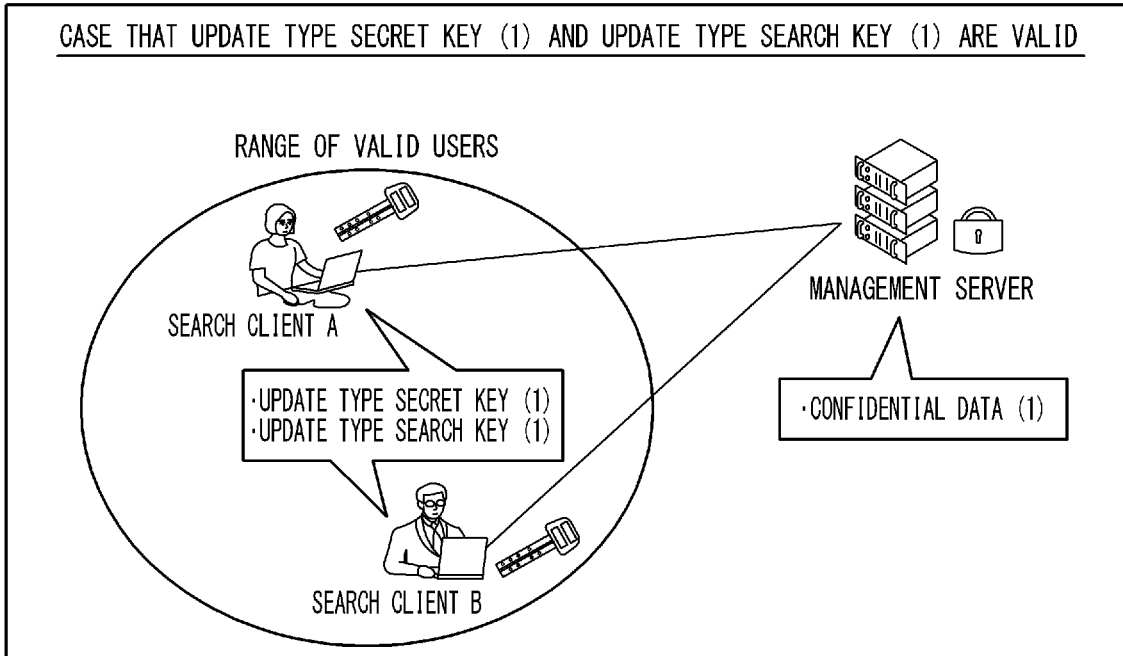 CASE THAT UPDATE TYPE SECRET KEY (1) AND UPDATE TYPE SEARCH KEY (1) ARE VALID
RANGE OF VALID USERS
SEARCH CLIENT A
MANAGEMENT SERVER
·UPDATE TYPE SECRET KEY (1)
·UPDATE TYPE SEARCH KEY (1)
·CONFIDENTIAL DATA (1)
SEARCH CLIENT B